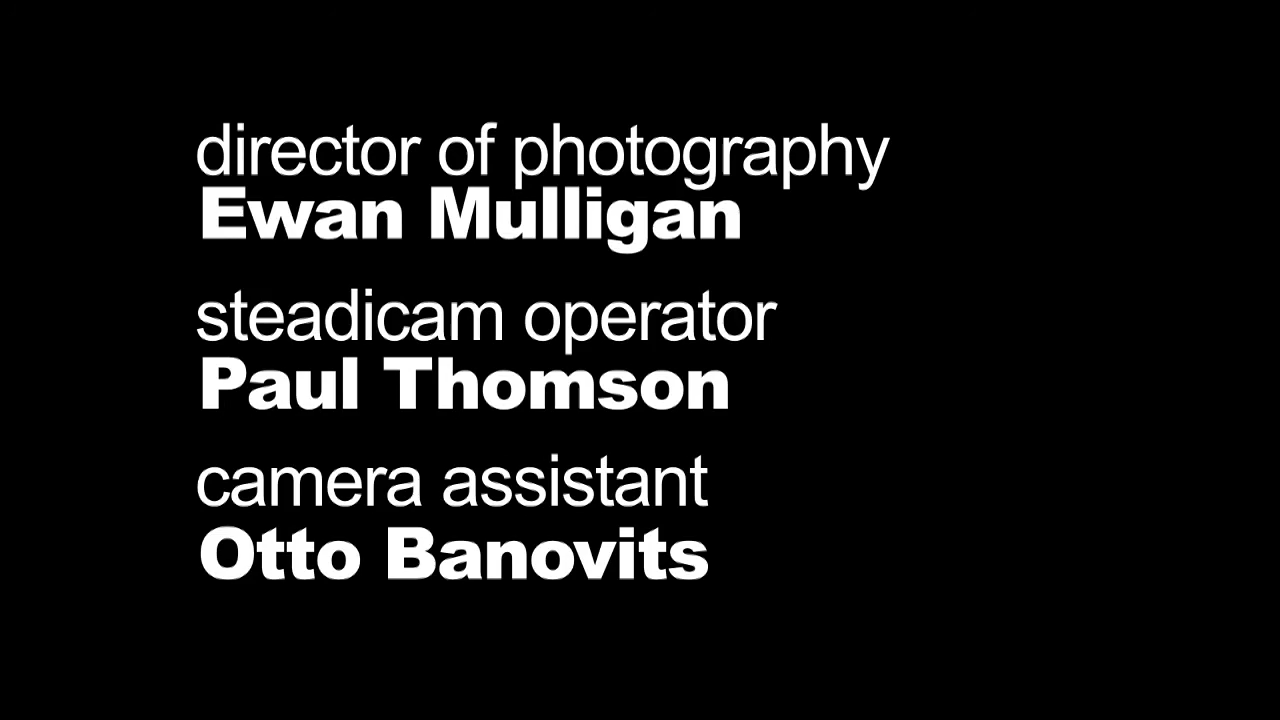 director of photography
Ewan Mulligan
steadicam operator
Paul Thomson
camera assistant
Otto Banovits